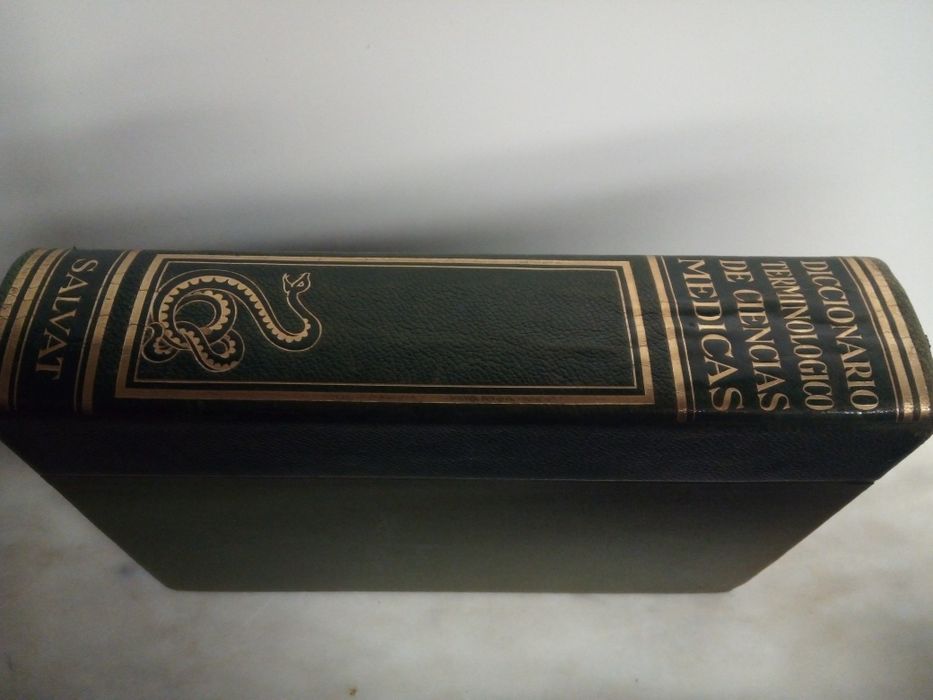 DICCIONARIO
TERMINOLOGICO
DE CIENCIAS
MEDICAS
SALVAT